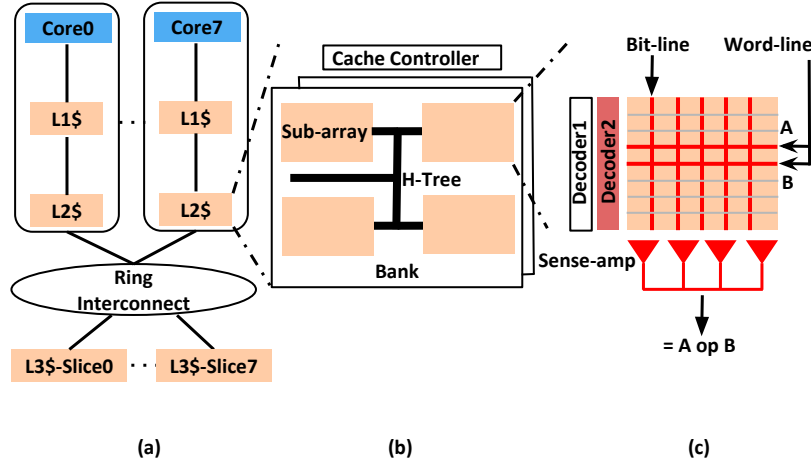 Core0
Core7
L1$
L1$
L2$
L2$
Ring
Interconnect
L3$-Slice0
L3$-Slice7
(a)
Cache Controller
Sub-array
H-Tree
Bank
(b)
Bit-line
Word-line
Decoder1
Decoder2
A
B
Sense-amp
= A op B
(c)